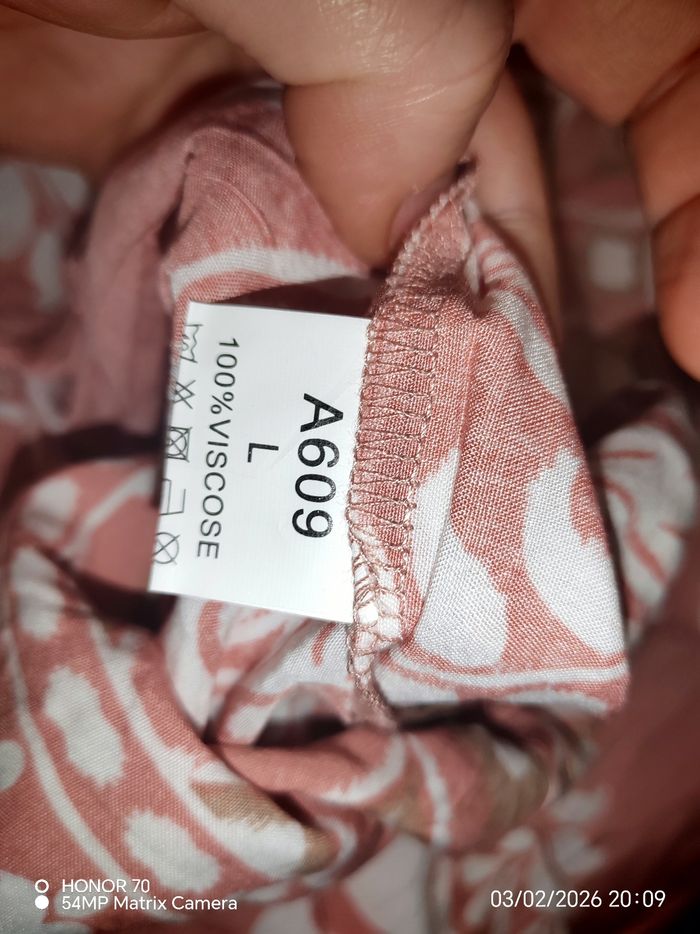 A609
L
100%VISCOSE
HONOR 70
54MP Matrix Camera
03/02/2026 20:09